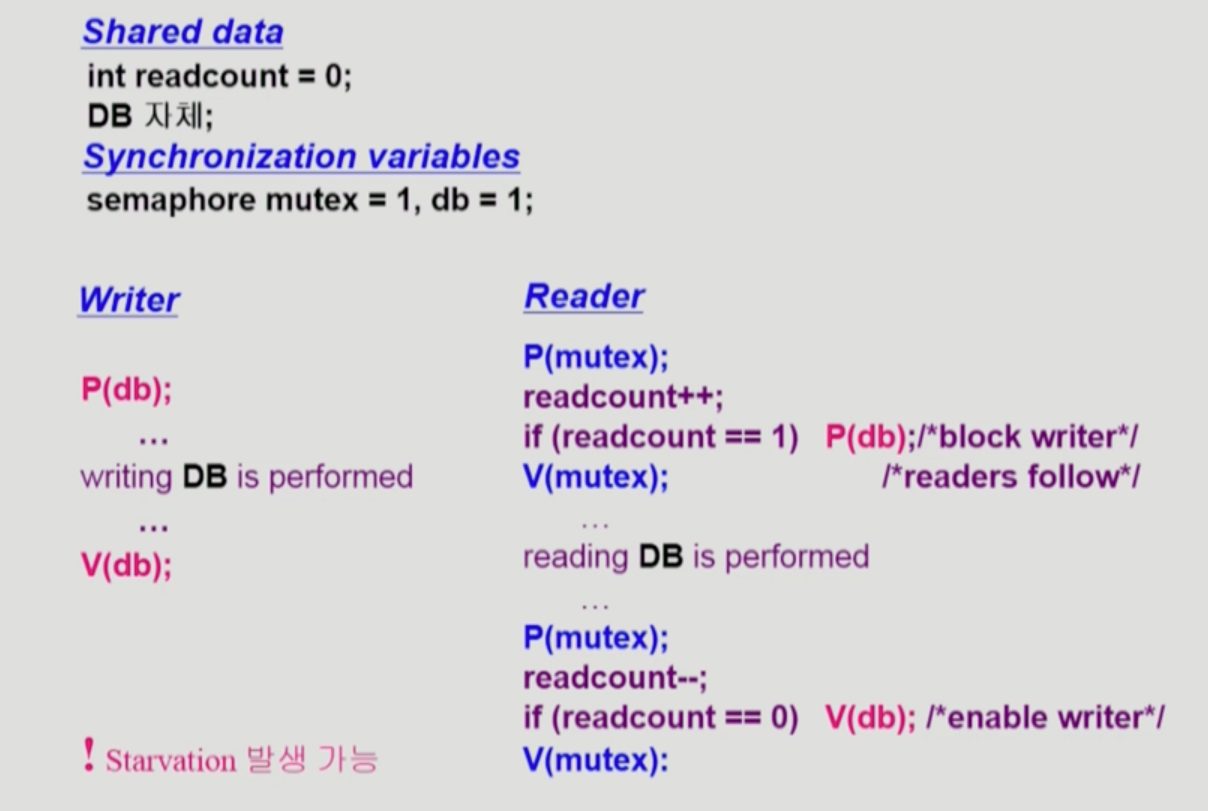 Shared data
int readcount = 0;
DB 자체;
Synchronization variables
semaphore mutex = 1, db = 1;
Writer
P(db);
...
writing DB is performed
...
V(db);
! Starvation 발생 가능
Reader
P(mutex);
readcount++;
if (readcount == 1) P(db);/*block writer*/
V(mutex); /*readers follow*/
...
reading DB is performed
...
P(mutex);
readcount--;
if (readcount == 0) V(db); /*enable writer*/
V(mutex):